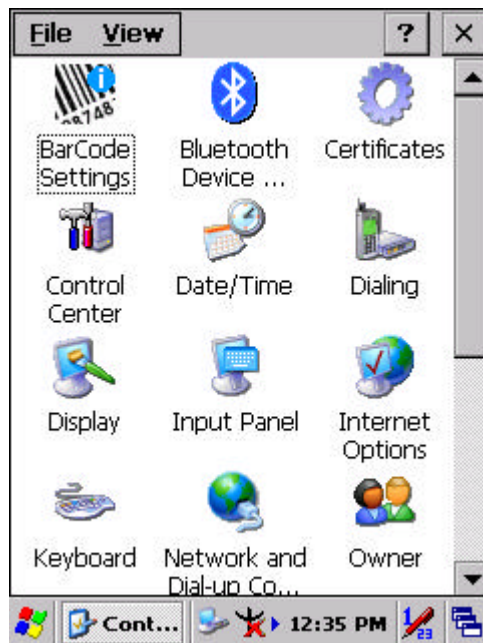 File View ? ×
08748
BarCode
Settings
Bluetooth
Device ...
Certificates
Control
Center
Date/Time
Dialing
Display
Input Panel
Internet
Options
Keyboard
Network and
Dial-up Co...
Owner
Cont... 12:35 PM